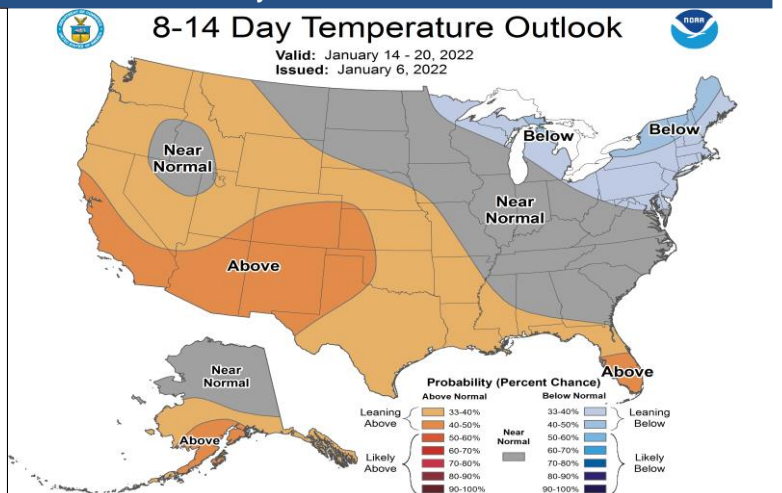 8-14 Day Temperature Outlook
Valid: January 14 - 20, 2022
Issued: January 6, 2022
NOAA
Near
Normal
Below
Below
Near
Normal
Above
Above
Near
Normal
Above
Probability (Percent Chance)
Above Normal
Below Normal
Leaning
Above
33-40%
40-50%
Likely
Above
50-60%
60-70%
70-80%
80-90%
90-100%
Near
Normal
33-40%
40-50%
Leaning
Below
50-60%
60-70%
70-80%
80-90%
90-100%
Likely
Below